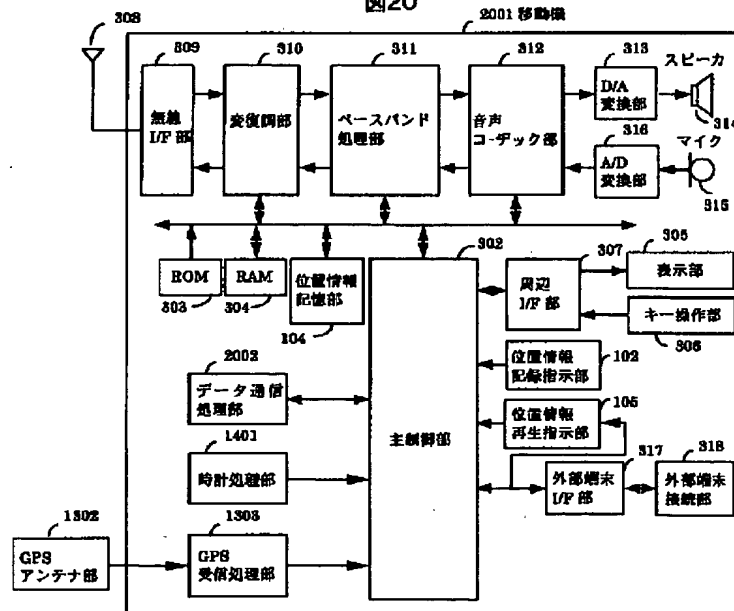 図20
308
2001 移動機
309
310
311
312
313
スピーカ
無線
I/F部
変復調部
ベースバンド
処理部
音声
コーデック部
D/A
変換部
314
316
マイク
A/D
変換部
315
302
307
305
ROM
RAM
位置情報
記憶部
周辺
I/F部
表示部
303
304
104
キー操作部
306
2002
データ通信
処理部
位置情報
記録指示部
102
主制御部
位置情報
再生指示部
105
1401
時計処理部
317
318
外部端末
I/F部
外部端末
接続部
1302
1303
GPS
アンテナ部
GPS
受信処理部